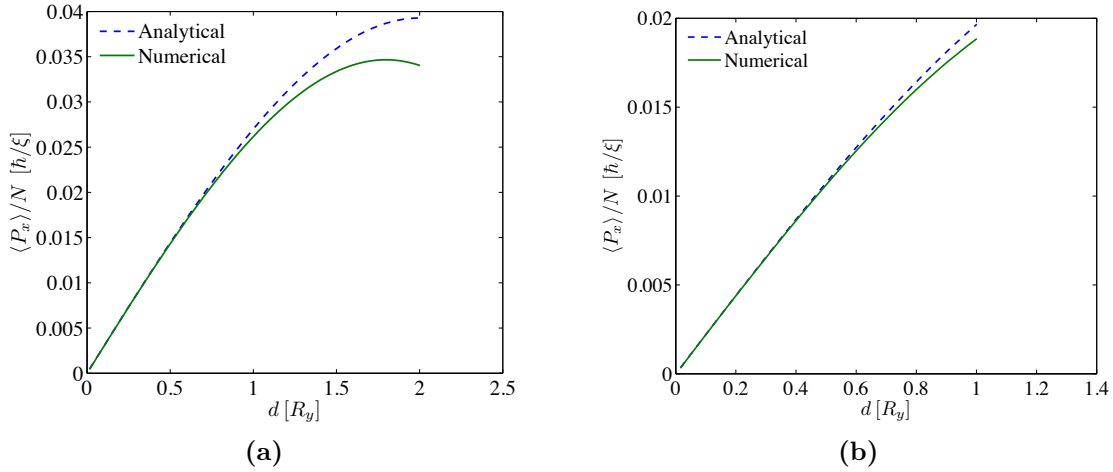 0.04
0.035
0.03
0.025
0.02
0.015
0.01
0.005
0
⟨Pₓ⟩/N [ℏ/ξ]
Analytical
Numerical
0 0.5 1 1.5 2 2.5
d [R_y]
(a)
0.02
0.015
0.01
0.005
0
⟨Pₓ⟩/N [ℏ/ξ]
Analytical
Numerical
0 0.2 0.4 0.6 0.8 1 1.2 1.4
d [R_y]
(b)